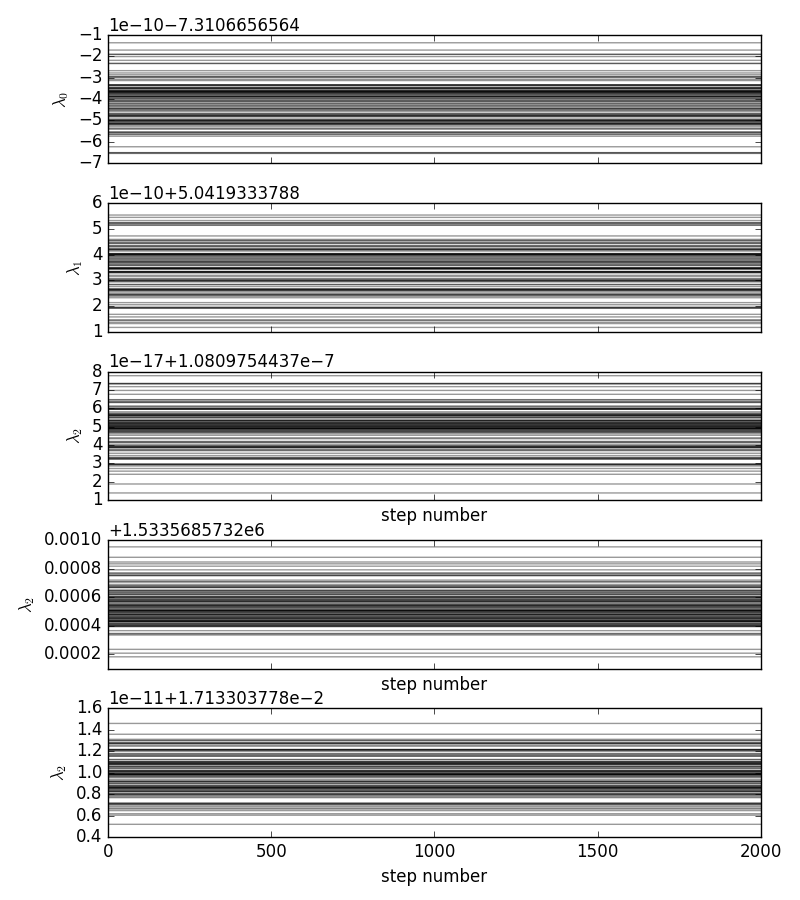 1e−10−7.3106656564
−1
−2
−3
−4
−5
−6
−7
λ0
1e−10+5.0419333788
6
5
4
3
2
1
λ1
1e−17+1.0809754437e−7
8
7
6
5
4
3
2
1
λ2
step number
+1.5335685732e6
0.0010
0.0008
0.0006
0.0004
0.0002
λ2
step number
1e−11+1.713303778e−2
1.6
1.4
1.2
1.0
0.8
0.6
0.4
λ2
0 500 1000 1500 2000
step number